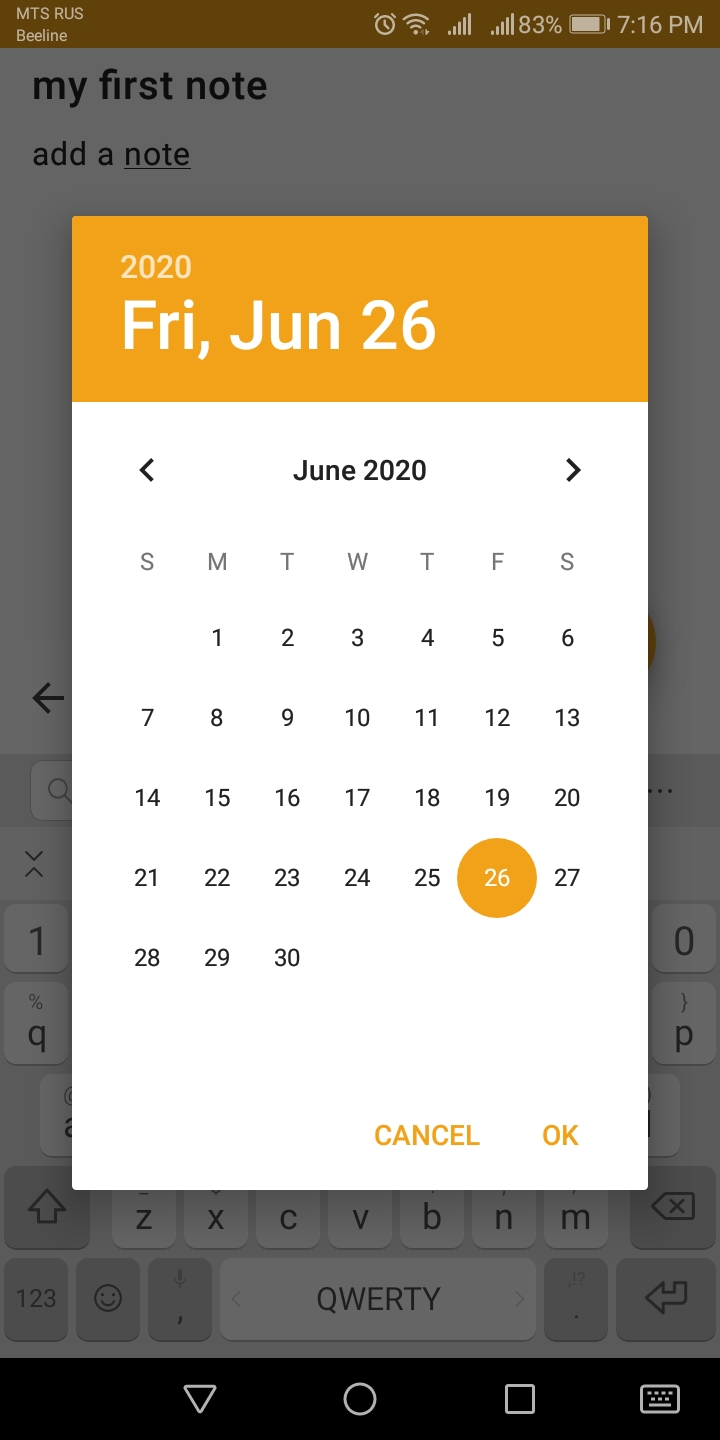 MTS RUS
Beeline
83%
7:16 PM
my first note
add a note
2020
Fri, Jun 26
June 2020
S M T W T F S
1 2 3 4 5 6
7 8 9 10 11 12 13
14 15 16 17 18 19 20
21 22 23 24 25 26 27
28 29 30
CANCEL OK
...
1 0
% }
q p
z x c v b n m
123 , QWERTY ,!? .